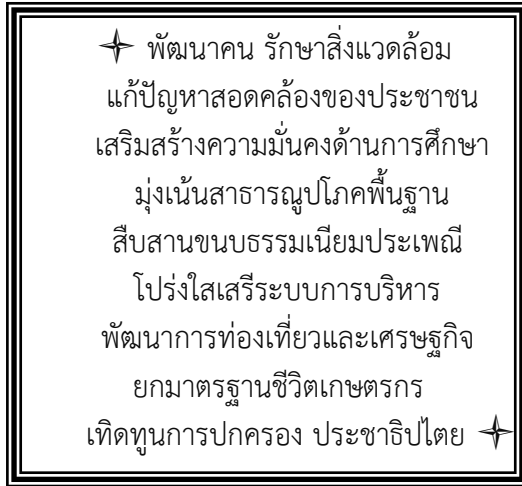 พัฒนาคน รักษาสิ่งแวดล้อม
แก้ปัญหาสอดคล้องของประชาชน
เสริมสร้างความมั่นคงด้านการศึกษา
มุ่งเน้นสาธารณูปโภคพื้นฐาน
สืบสานขนบธรรมเนียมประเพณี
โปร่งใสเสรีระบบการบริหาร
พัฒนาการท่องเที่ยวและเศรษฐกิจ
ยกมาตรฐานชีวิตเกษตรกร
เทิดทูนการปกครอง ประชาธิปไตย